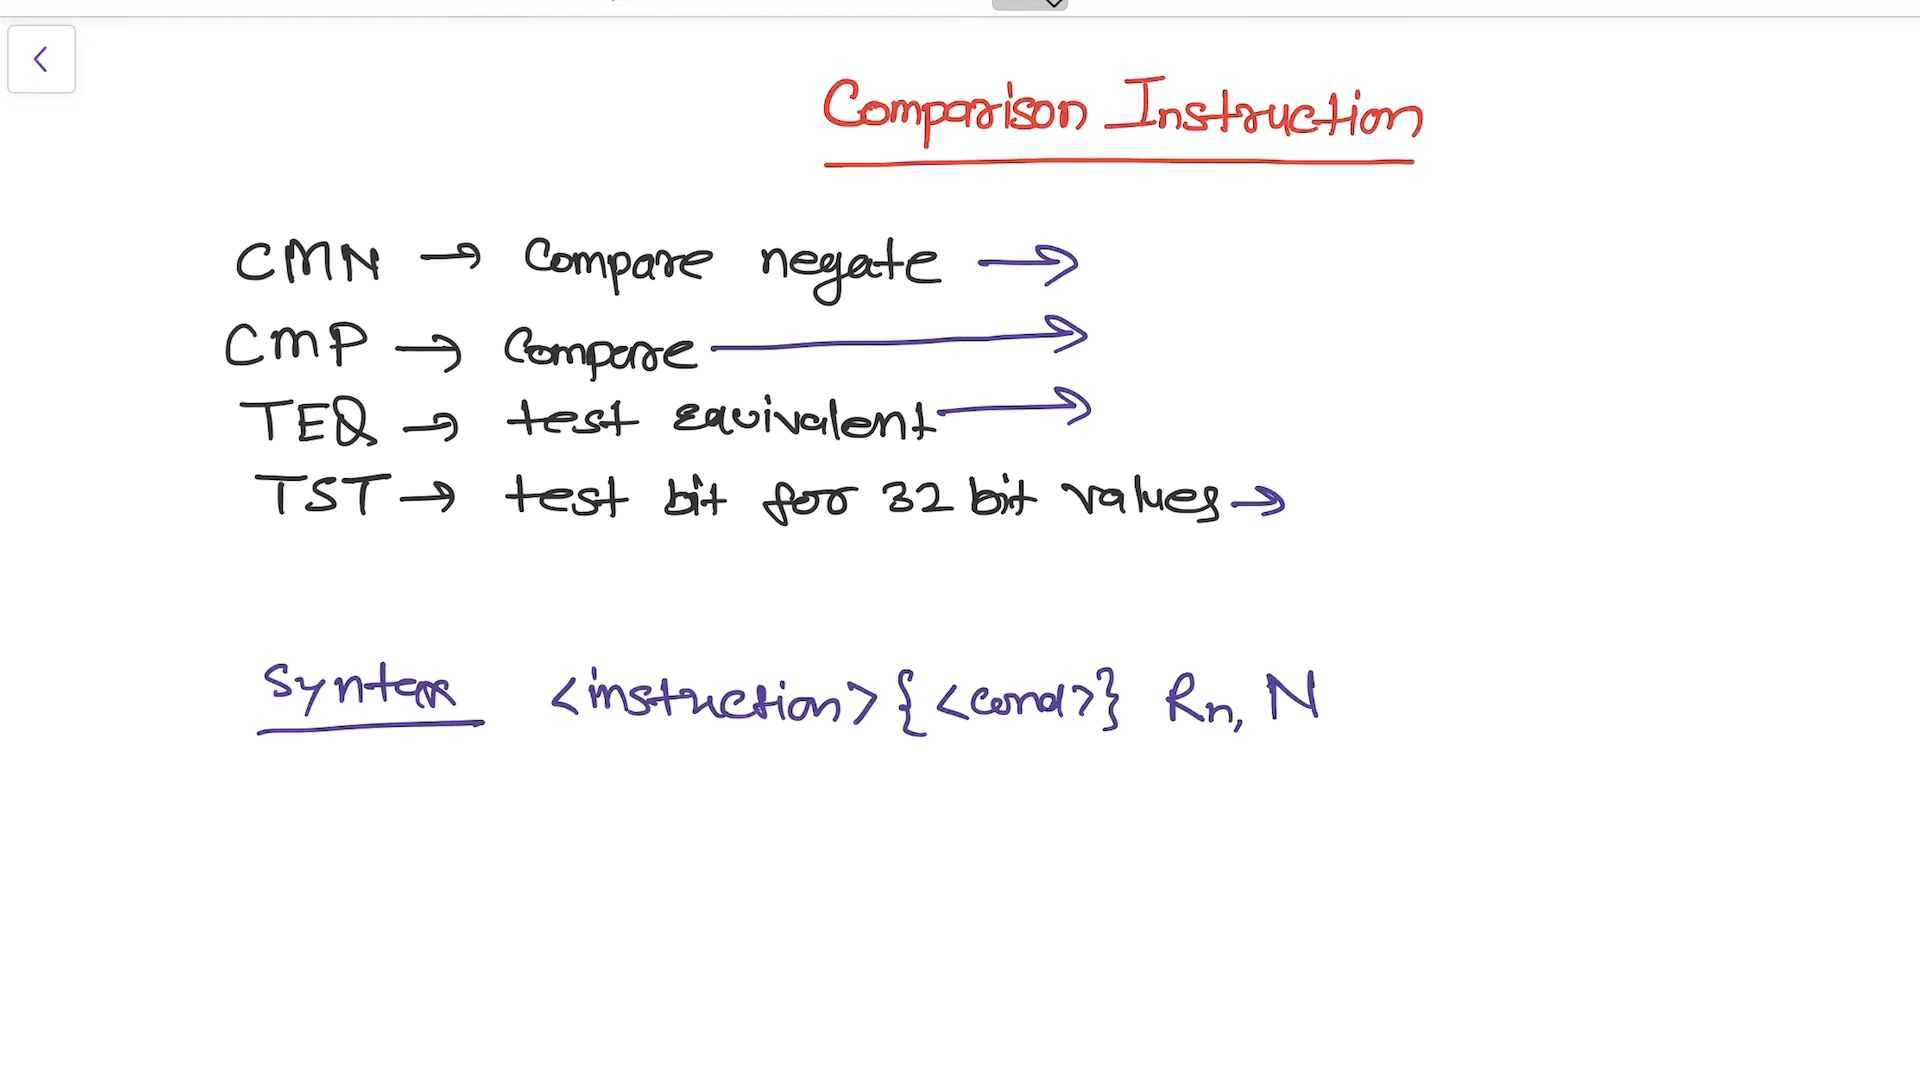 Comparison Instruction
CMN → Compare negate →
CMP → Compare →
TEQ → test equivalent →
TST → test bit for 32 bit values →
Syntax <instruction>{<cond>} Rn, N